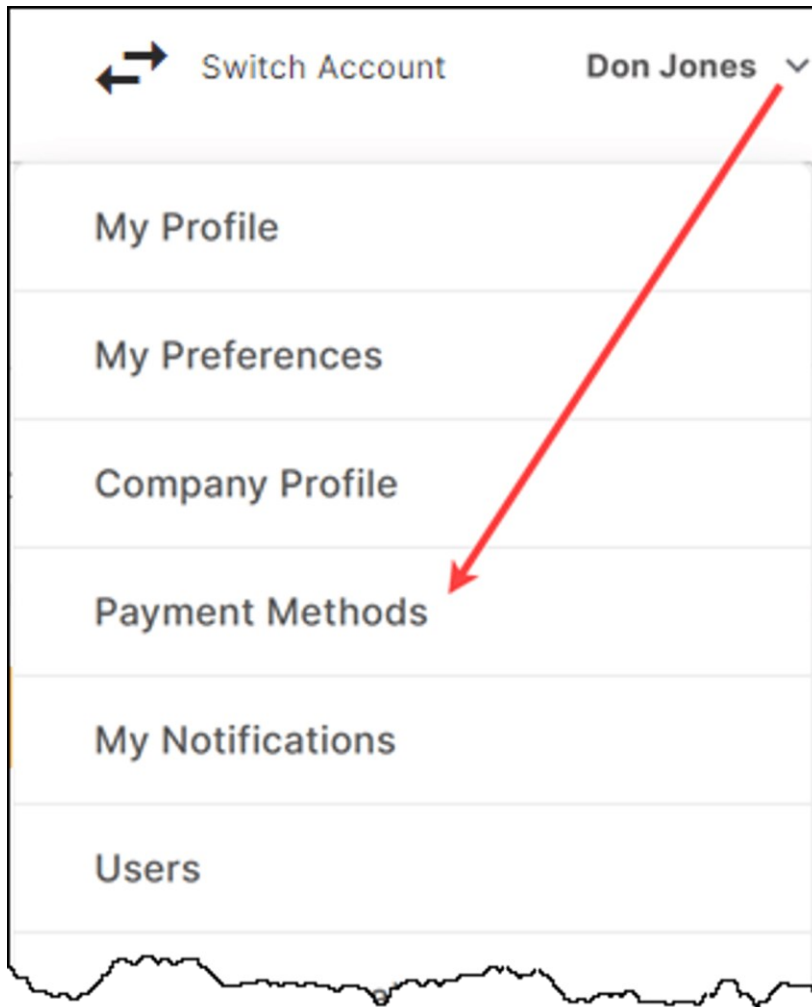 Switch Account Don Jones
My Profile
My Preferences
Company Profile
Payment Methods
My Notifications
Users